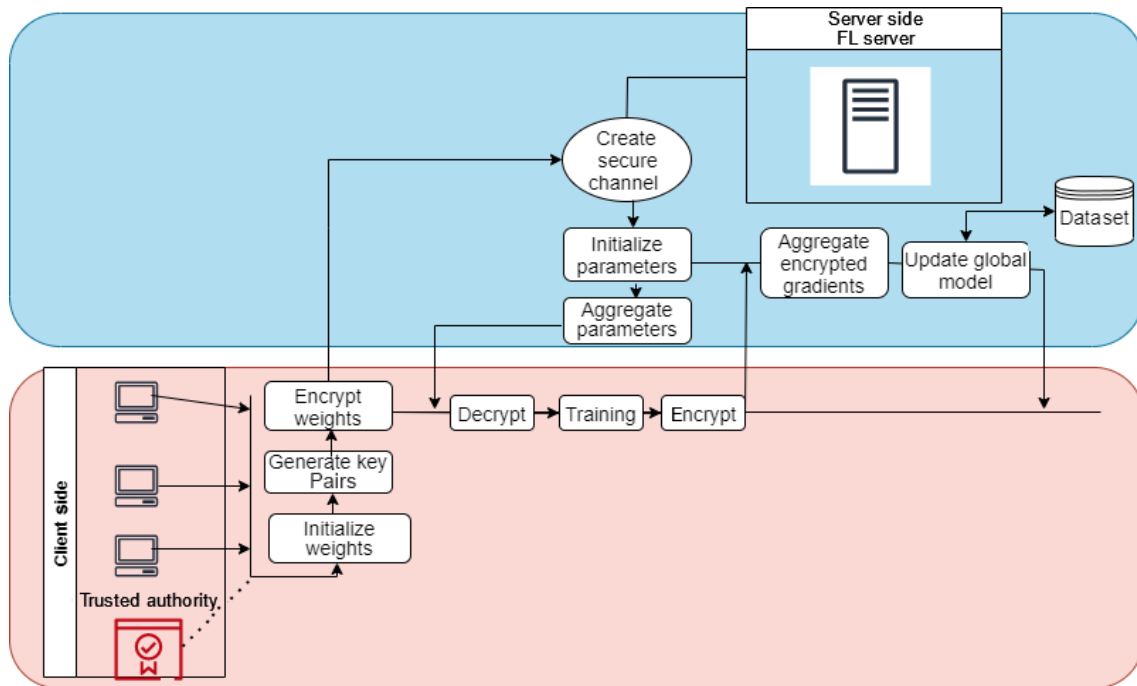 Server side
FL server
Create
secure
channel
Dataset
Initialize
parameters
Aggregate
encrypted
gradients
Update global
model
Aggregate
parameters
Client side
Encrypt
weights
Decrypt
Training
Encrypt
Generate key
Pairs
Initialize
weights
Trusted authority